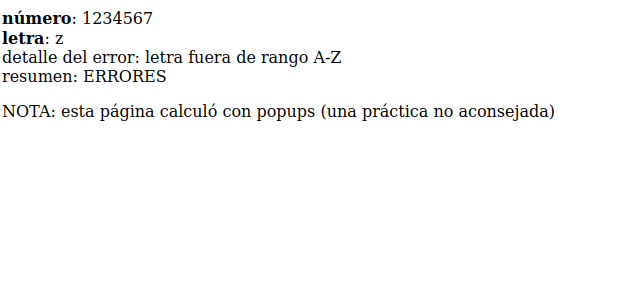 número: 1234567
letra: z
detalle del error: letra fuera de rango A-Z
resumen: ERRORES
NOTA: esta página calculó con popups (una práctica no aconsejada)